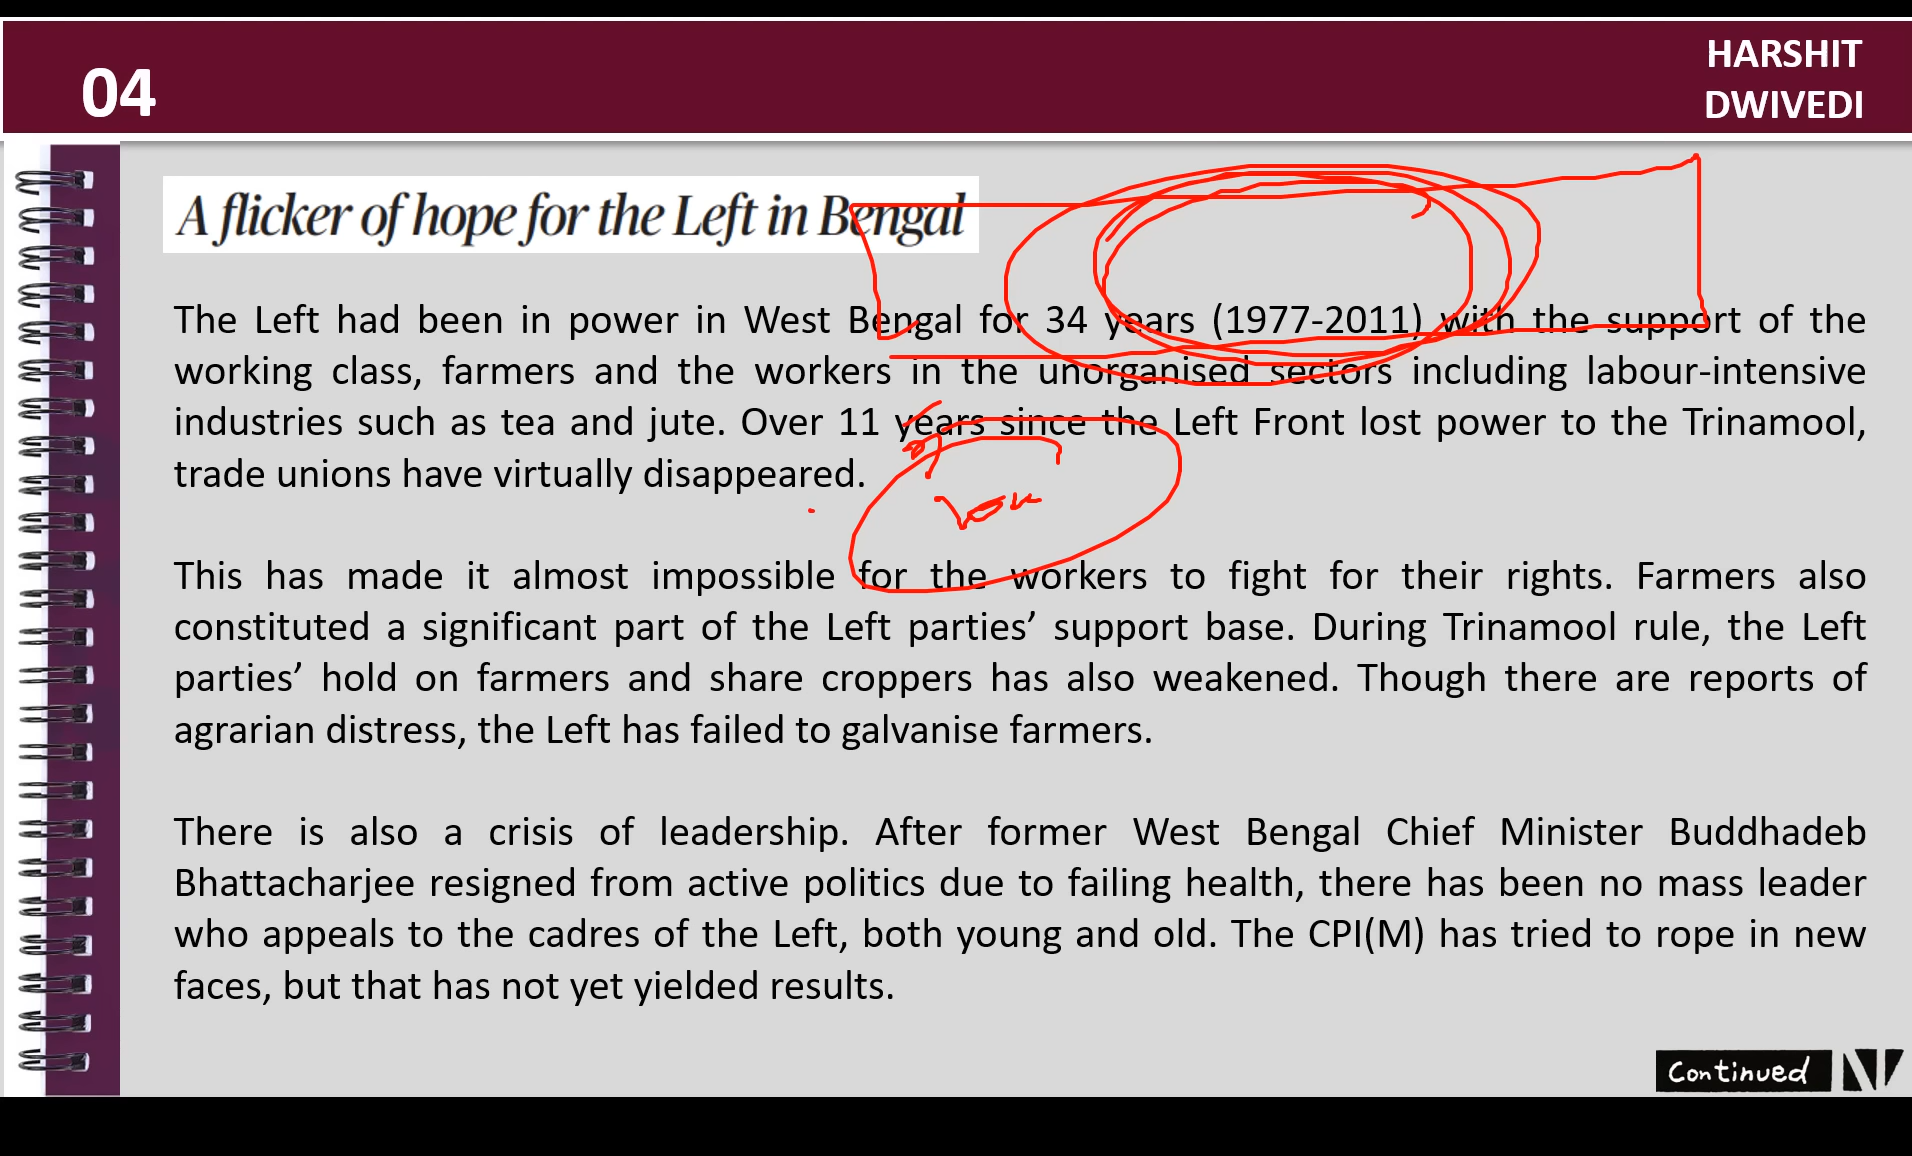 04
HARSHIT
DWIVEDI
A flicker of hope for the Left in Bengal
The Left had been in power in West Bengal for 34 years (1977-2011) with the support of the
working class, farmers and the workers in the unorganised sectors including labour-intensive
industries such as tea and jute. Over 11 years since the Left Front lost power to the Trinamool,
trade unions have virtually disappeared.
This has made it almost impossible for the workers to fight for their rights. Farmers also
constituted a significant part of the Left parties’ support base. During Trinamool rule, the Left
parties’ hold on farmers and share croppers has also weakened. Though there are reports of
agrarian distress, the Left has failed to galvanise farmers.
There is also a crisis of leadership. After former West Bengal Chief Minister Buddhadeb
Bhattacharjee resigned from active politics due to failing health, there has been no mass leader
who appeals to the cadres of the Left, both young and old. The CPI(M) has tried to rope in new
faces, but that has not yet yielded results.
Continued